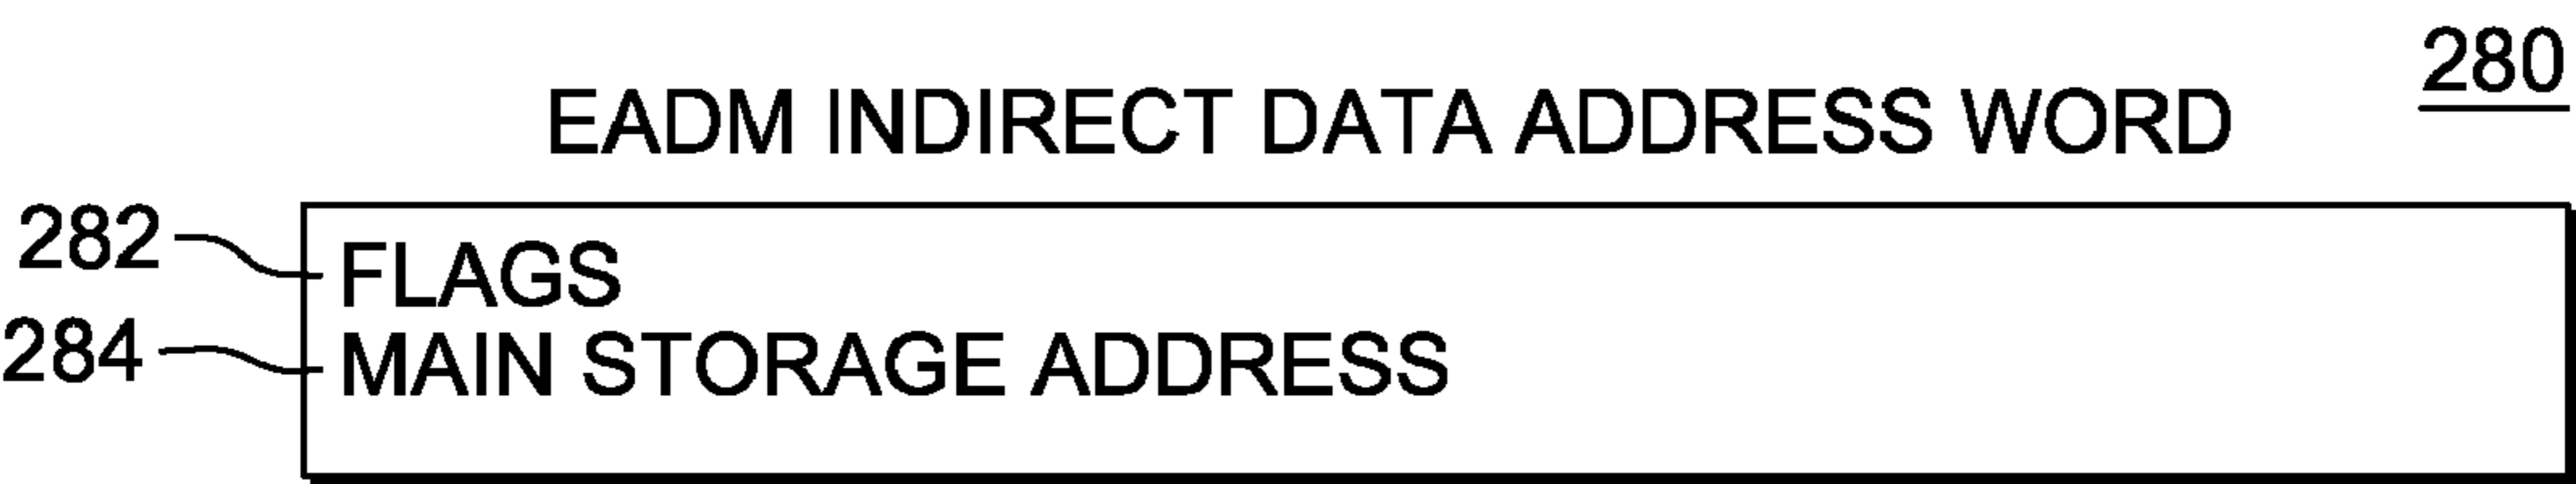 280
EADM INDIRECT DATA ADDRESS WORD
282 FLAGS
284 MAIN STORAGE ADDRESS